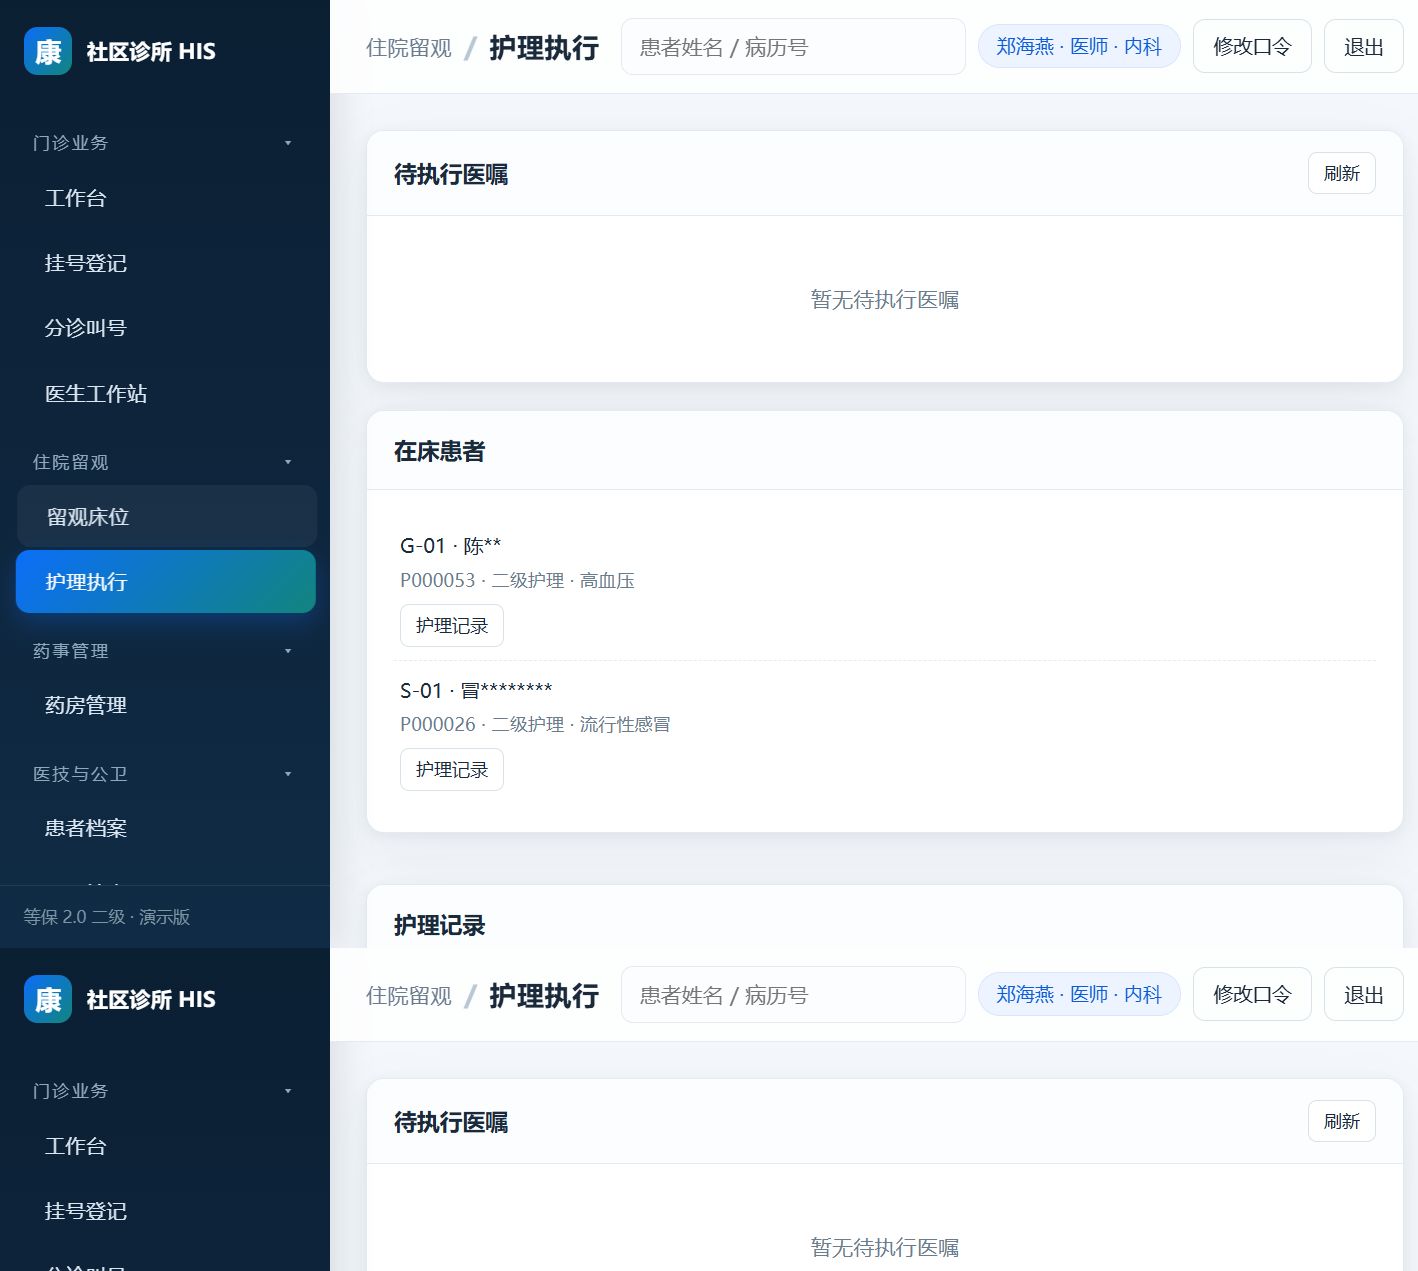 康 社区诊所 HIS
住院留观 / 护理执行 患者姓名 / 病历号 郑海燕 · 医师 · 内科 修改口令 退出
门诊业务
工作台
挂号登记
分诊叫号
医生工作站
住院留观
留观床位
护理执行
药事管理
药房管理
医技与公卫
患者档案
等保 2.0 二级 · 演示版
待执行医嘱 刷新
暂无待执行医嘱
在床患者
G-01 · 陈**
P000053 · 二级护理 · 高血压
护理记录
S-01 · 冒********
P000026 · 二级护理 · 流行性感冒
护理记录
护理记录
康 社区诊所 HIS
住院留观 / 护理执行 患者姓名 / 病历号 郑海燕 · 医师 · 内科 修改口令 退出
门诊业务
工作台
挂号登记
分诊叫号
待执行医嘱 刷新
暂无待执行医嘱